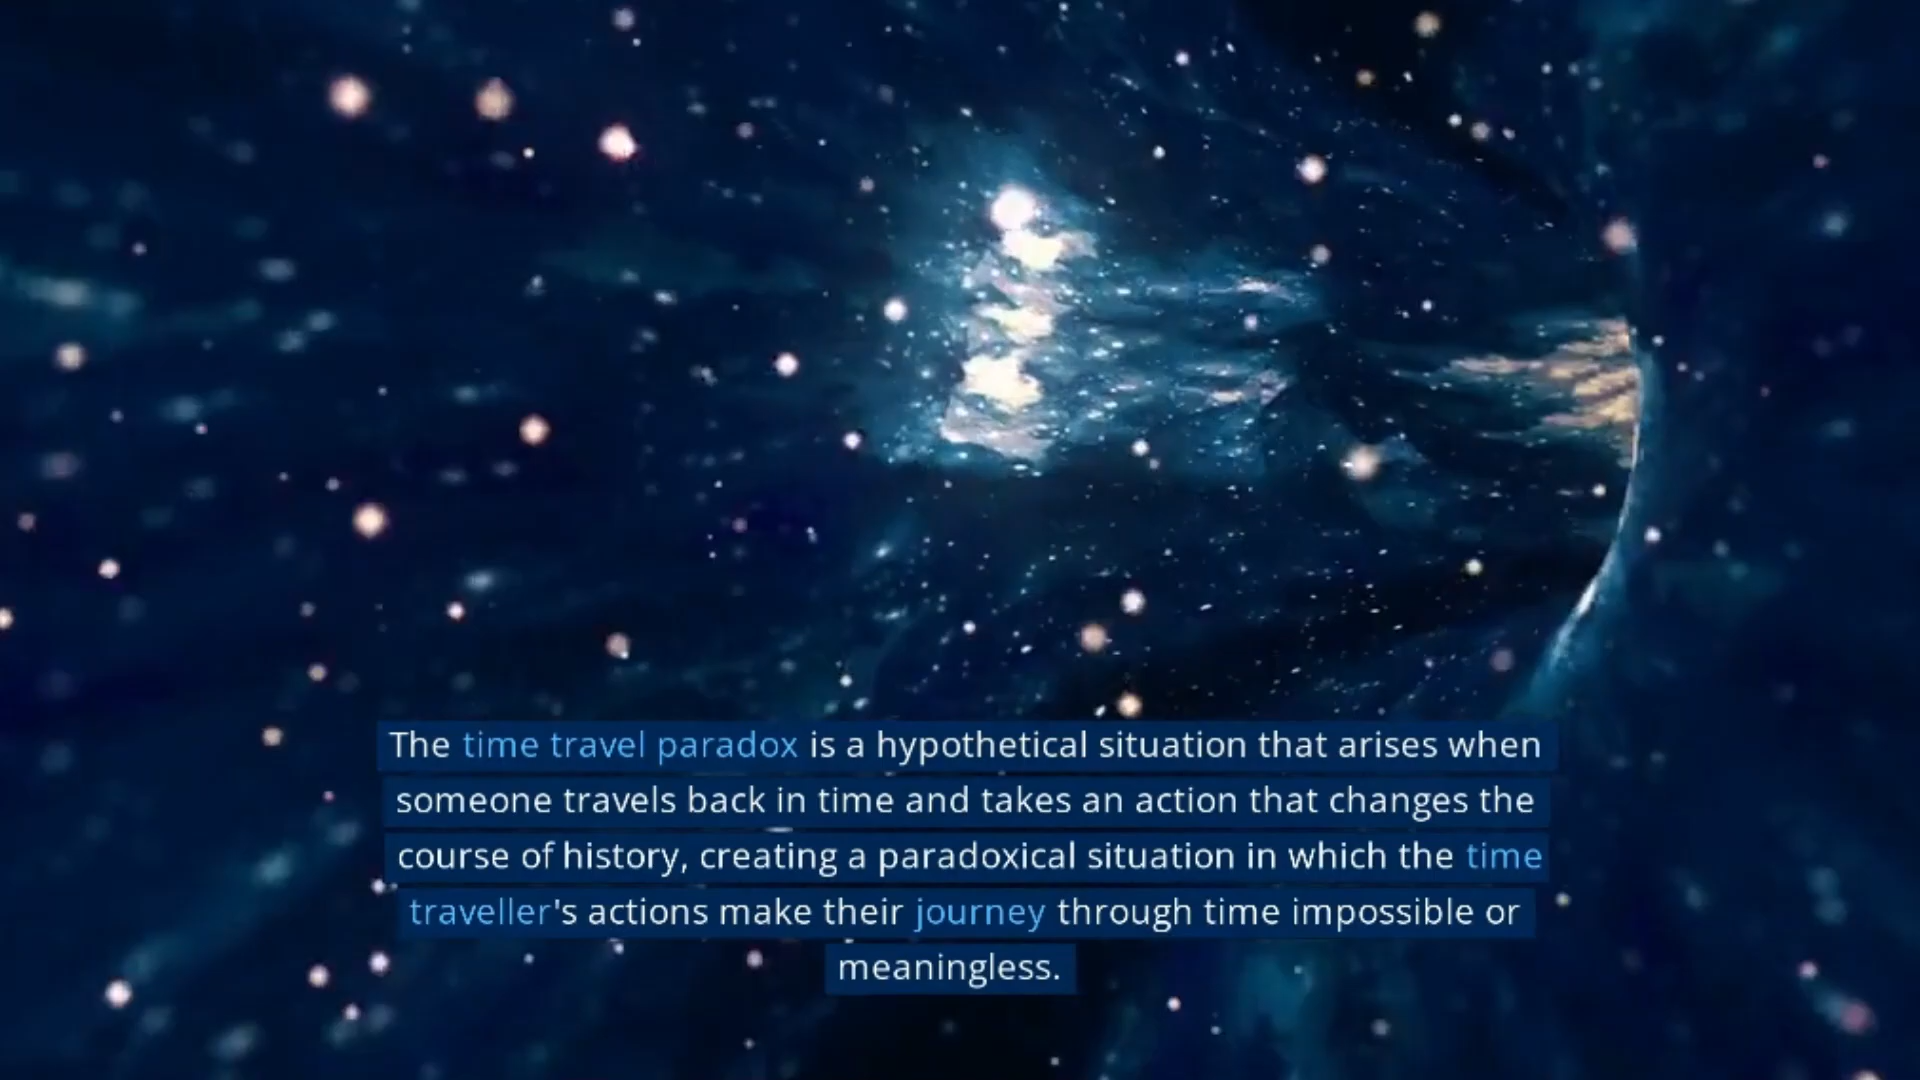 The time travel paradox is a hypothetical situation that arises when
someone travels back in time and takes an action that changes the
course of history, creating a paradoxical situation in which the time
traveller's actions make their journey through time impossible or
meaningless.